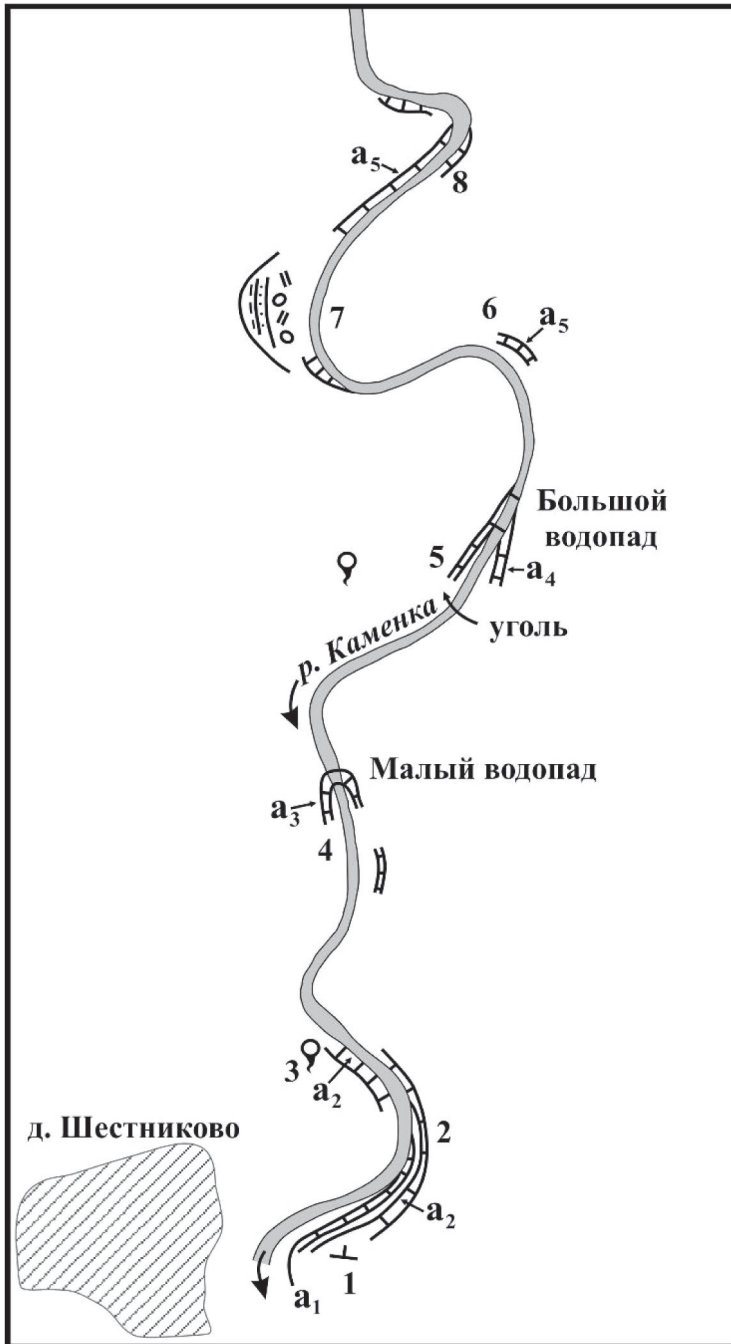 a5
8
7
6
a5
Большой
водопад
5
a4
уголь
р. Каменка
Малый водопад
a3
4
3
a2
д. Шестниково
2
a2
1
a1